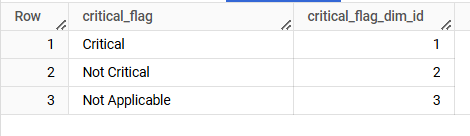 Row critical_flag critical_flag_dim_id
1 Critical 1
2 Not Critical 2
3 Not Applicable 3